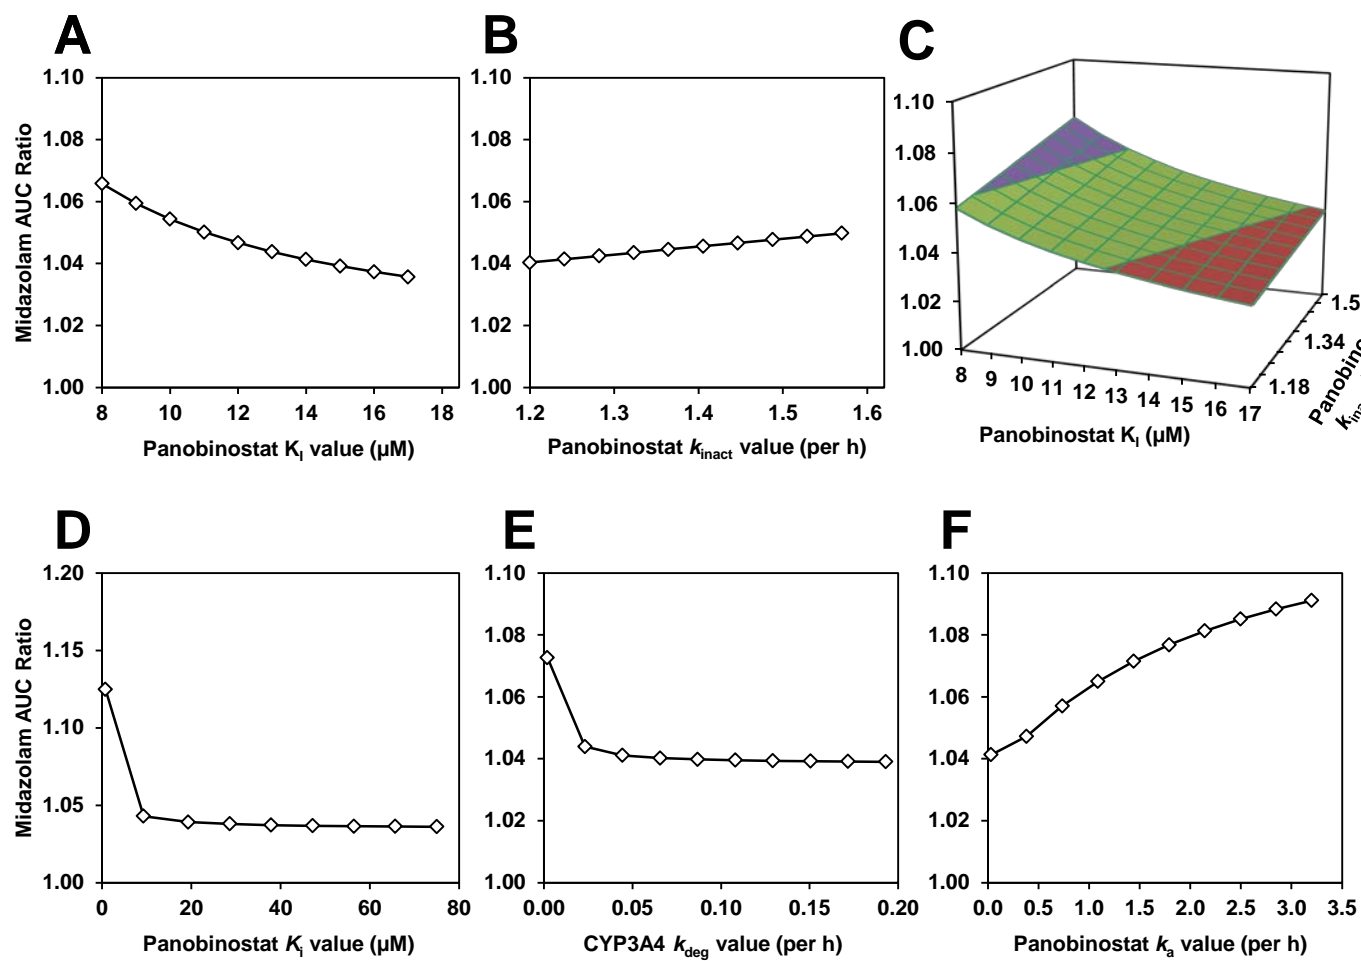 A
B
C
Midazolam AUC Ratio
1.10
1.08
1.06
1.04
1.02
1.00
8 10 12 14 16 18
Panobinostat KI value (µM)
1.10
1.08
1.06
1.04
1.02
1.00
1.2 1.3 1.4 1.5 1.6
Panobinostat kinact value (per h)
1.10
1.08
1.06
1.04
1.02
1.00
8 9 10 11 12 13 14 15 16 17
Panobinostat KI (µM)
1.18
1.34
1.5
Panobino
kina
D
E
F
Midazolam AUC Ratio
1.20
1.15
1.10
1.05
1.00
0 20 40 60 80
Panobinostat Ki value (µM)
1.10
1.08
1.06
1.04
1.02
1.00
0.00 0.05 0.10 0.15 0.20
CYP3A4 kdeg value (per h)
1.10
1.08
1.06
1.04
1.02
1.00
0.0 0.5 1.0 1.5 2.0 2.5 3.0 3.5
Panobinostat ka value (per h)